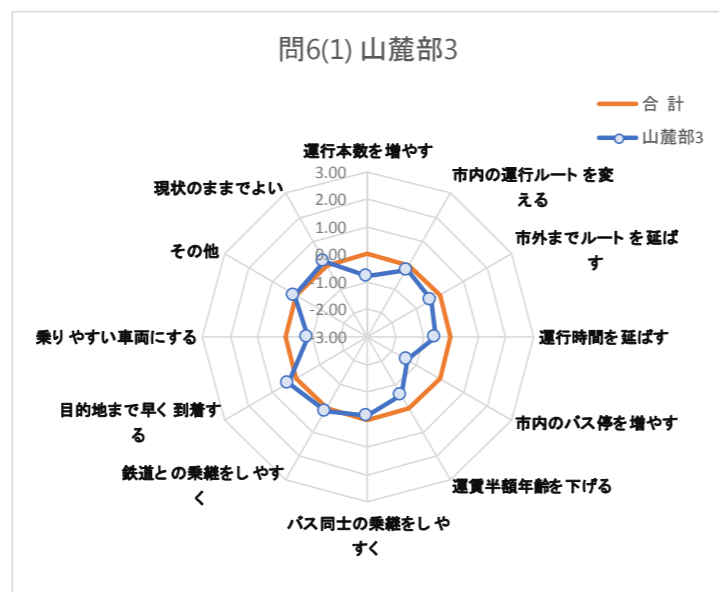 問6(1) 山麓部3
合 計
山麓部3
運行本数を増やす
市内の運行ルートを変
える
市外までルートを延ば
す
運行時間を延ばす
市内のバス停を増やす
運賃半額年齢を下げる
バス同士の乗継をしや
すく
鉄道との乗継をしやす
く
目的地まで早く到着す
る
乗りやすい車両にする
その他
現状のままでよい
3.00
2.00
1.00
0.00
-1.00
-2.00
-3.00